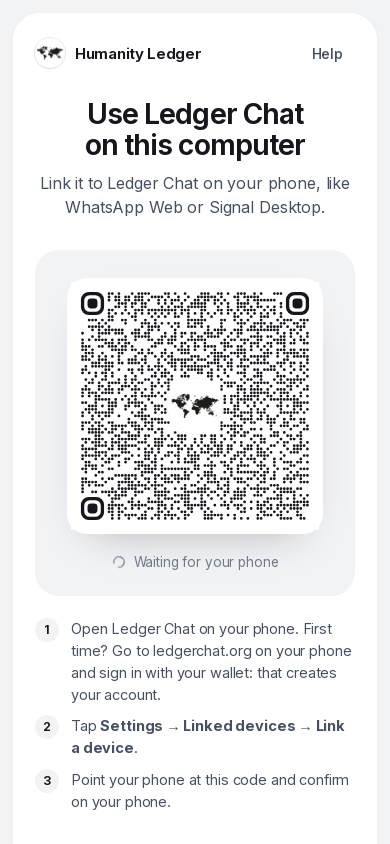 Humanity Ledger
Help
Use Ledger Chat
on this computer
Link it to Ledger Chat on your phone, like
WhatsApp Web or Signal Desktop.
Waiting for your phone
1 Open Ledger Chat on your phone. First
time? Go to ledgerchat.org on your phone
and sign in with your wallet: that creates
your account.
2 Tap Settings → Linked devices → Link
a device.
3 Point your phone at this code and confirm
on your phone.